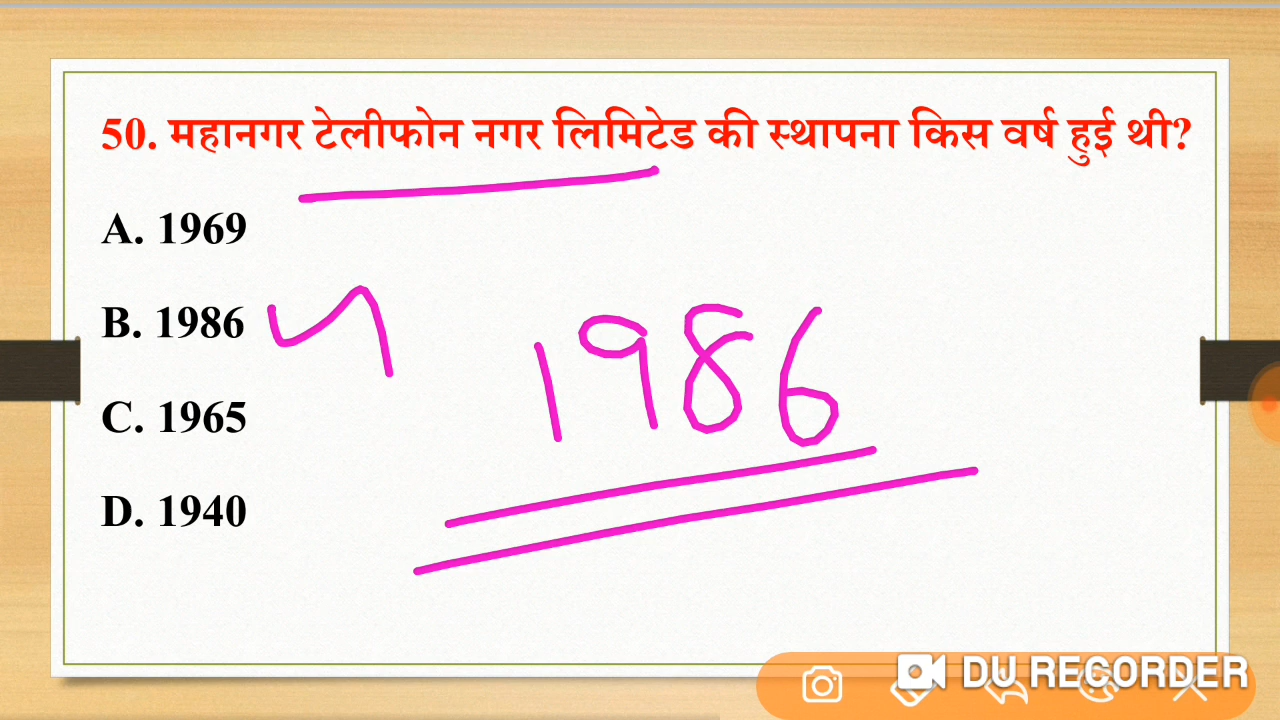 50. महानगर टेलीफोन नगर लिमिटेड की स्थापना किस वर्ष हुई थी?
A. 1969
B. 1986
1986
C. 1965
D. 1940
DU RECORDER